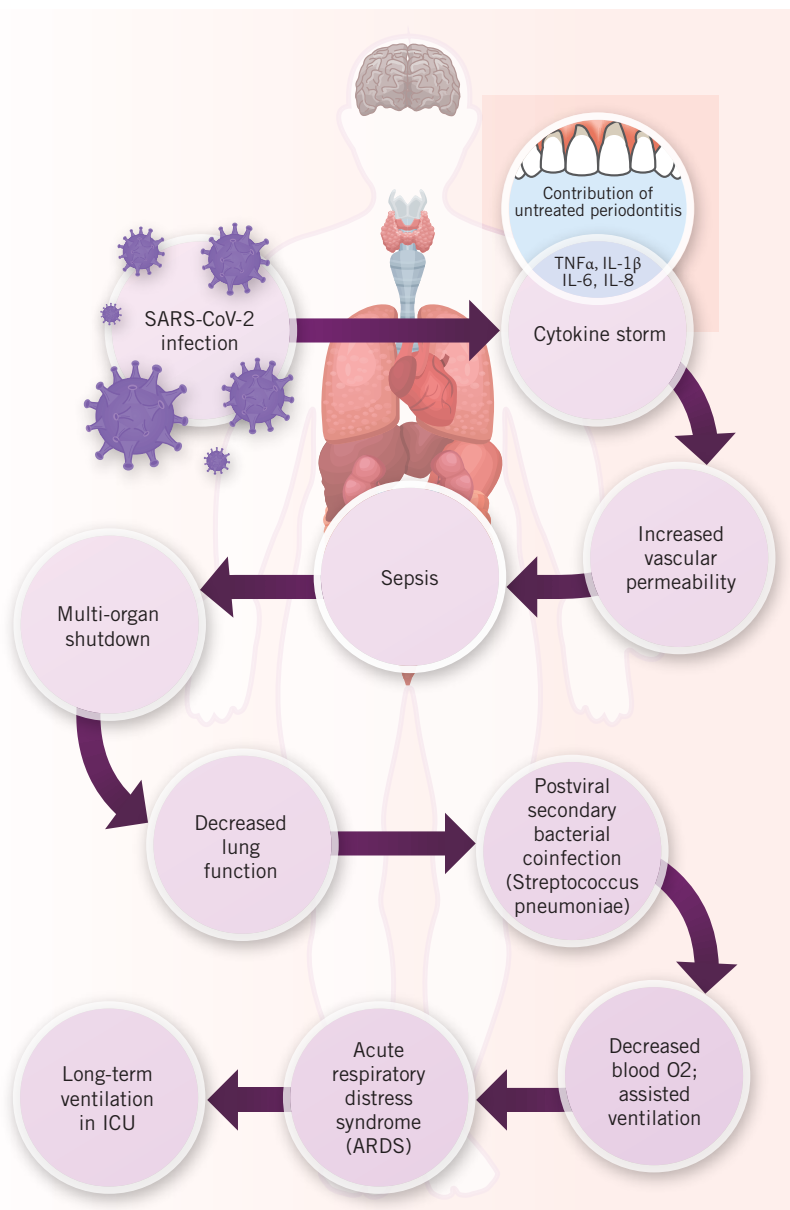 Contribution of
untreated periodontitis
TNFα, IL-1β
IL-6, IL-8
SARS-CoV-2
infection
Cytokine storm
Increased
vascular
permeability
Sepsis
Multi-organ
shutdown
Decreased
lung
function
Postviral
secondary
bacterial
coinfection
(Streptococcus
pneumoniae)
Decreased
blood O2;
assisted
ventilation
Acute
respiratory
distress
syndrome
(ARDS)
Long-term
ventilation
in ICU